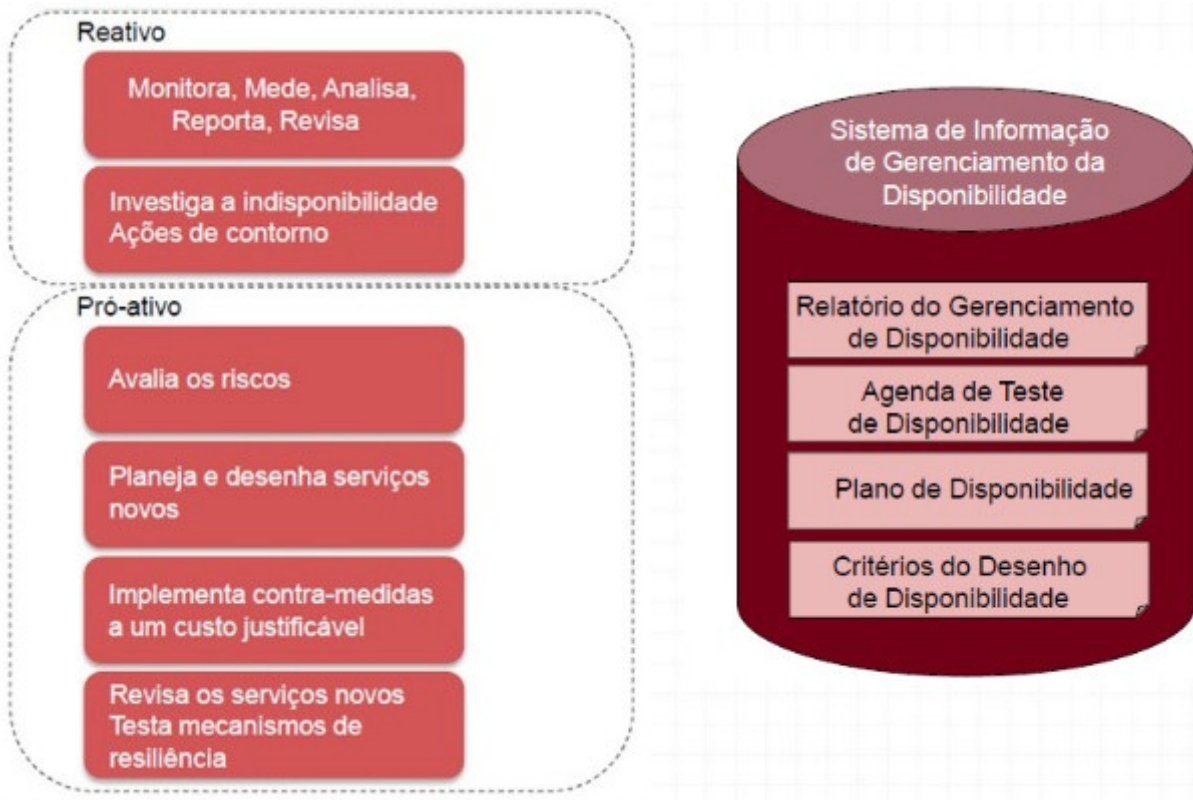 Reativo
Monitora, Mede, Analisa,
Reporta, Revisa
Investiga a indisponibilidade
Ações de contorno
Pró-ativo
Avalia os riscos
Planeja e desenha serviços
novos
Implementa contra-medidas
a um custo justificável
Revisa os serviços novos
Testa mecanismos de
resiliência
Sistema de Informação
de Gerenciamento da
Disponibilidade
Relatório do Gerenciamento
de Disponibilidade
Agenda de Teste
de Disponibilidade
Plano de Disponibilidade
Critérios do Desenho
de Disponibilidade